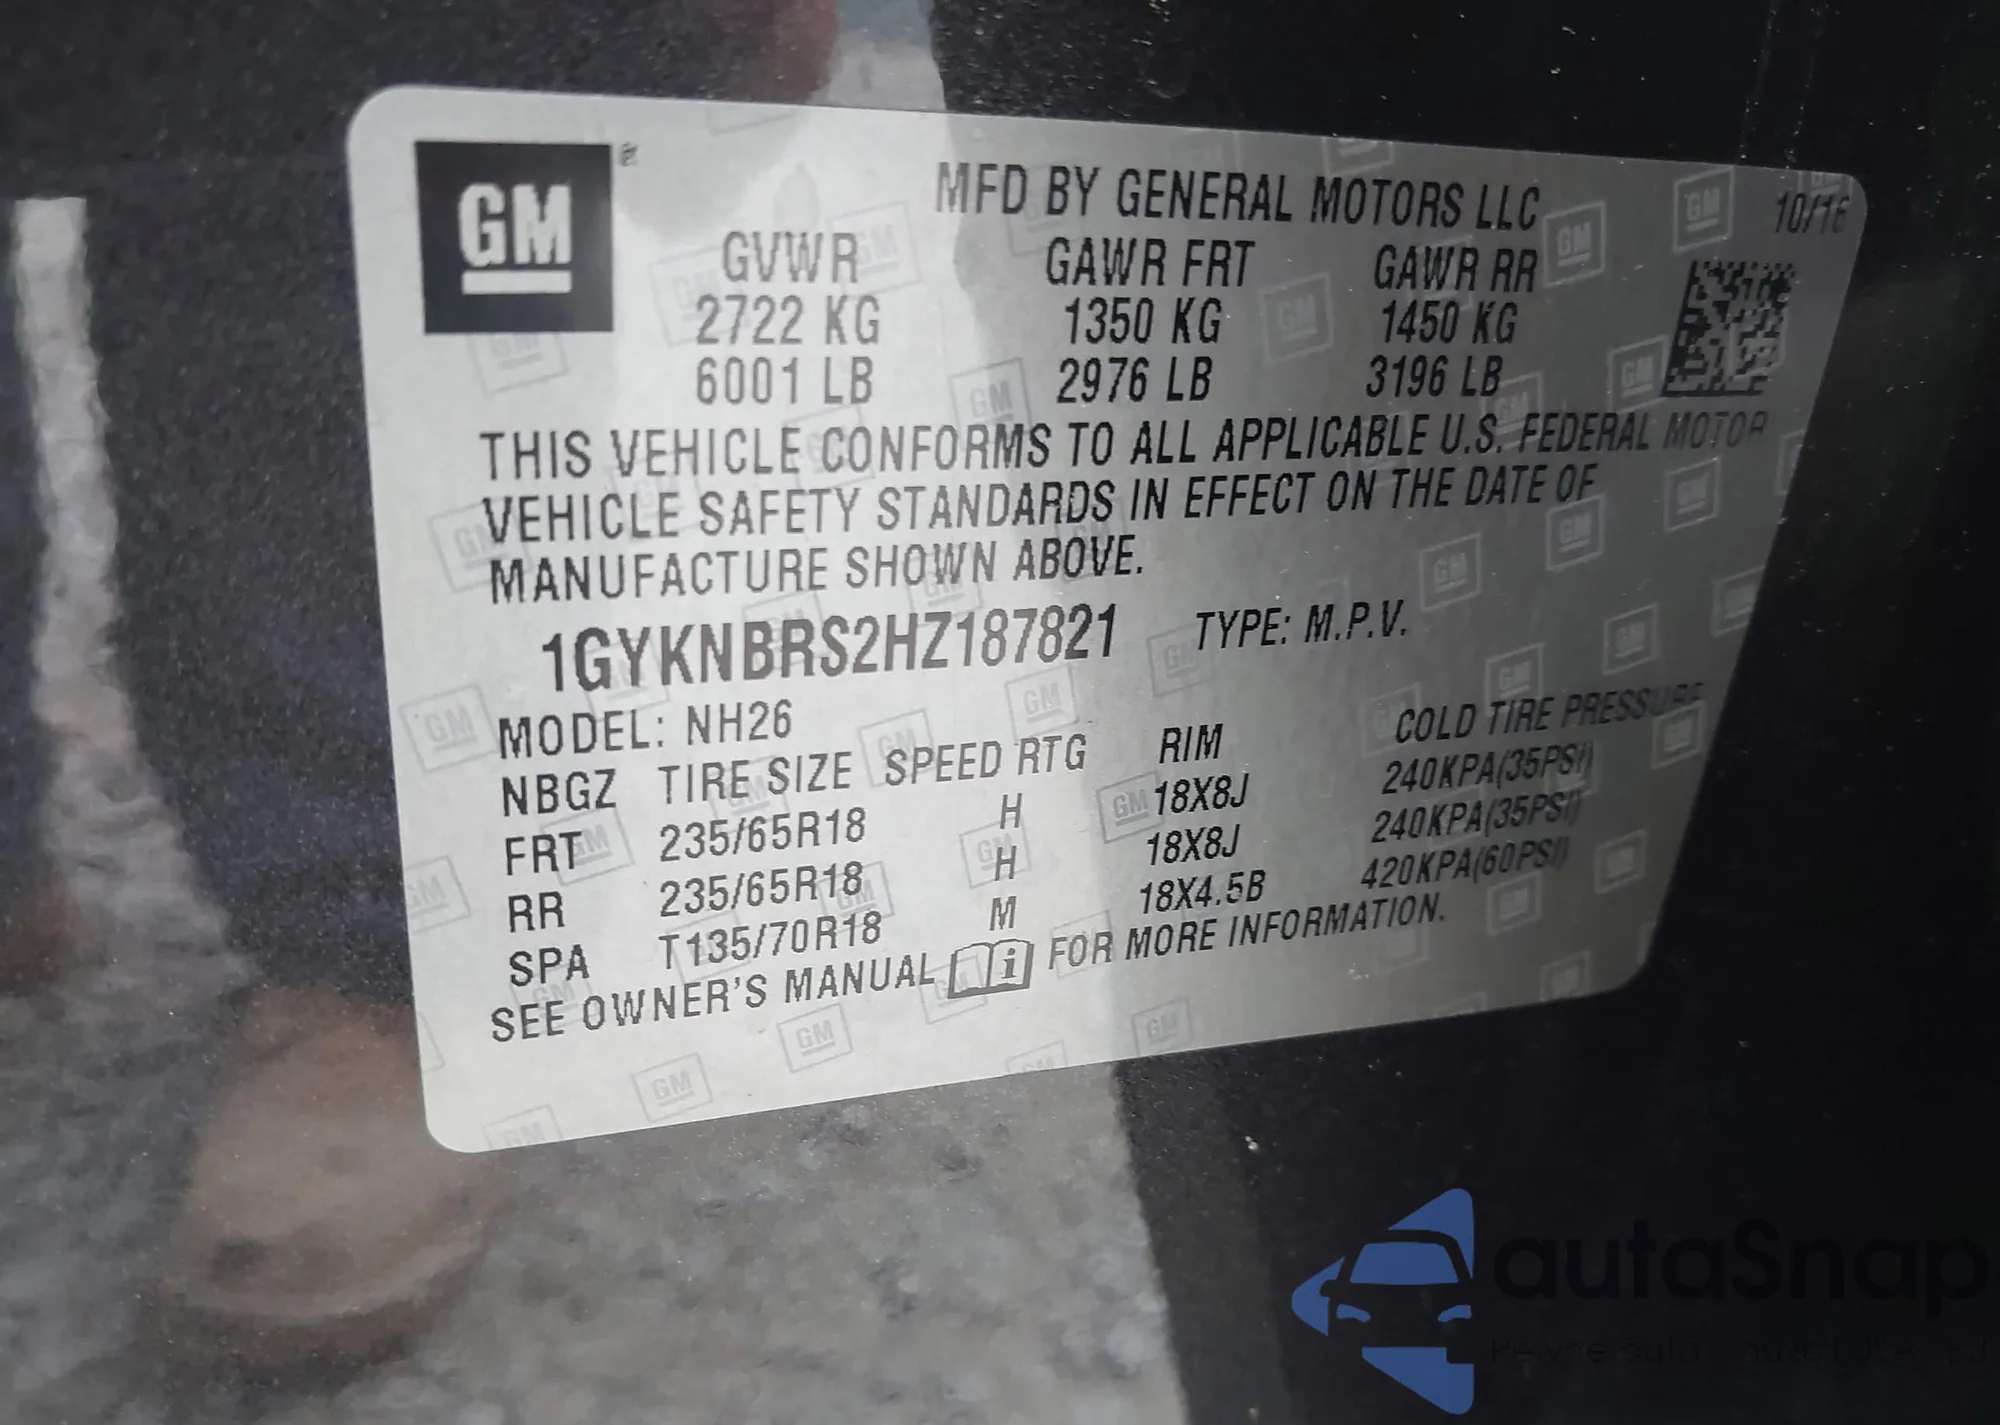 GM ®
MFD BY GENERAL MOTORS LLC 10/16
GVWR GAWR FRT GAWR RR
2722 KG 1350 KG 1450 KG
6001 LB 2976 LB 3196 LB
THIS VEHICLE CONFORMS TO ALL APPLICABLE U.S. FEDERAL MOTOR
VEHICLE SAFETY STANDARDS IN EFFECT ON THE DATE OF
MANUFACTURE SHOWN ABOVE.
1GYKNBRS2HZ187821 TYPE: M.P.V.
MODEL: NH26
NBGZ TIRE SIZE SPEED RTG RIM COLD TIRE PRESSURE
FRT 235/65R18 H 18X8J 240KPA(35PSI)
RR 235/65R18 H 18X8J 240KPA(35PSI)
SPA T135/70R18 M 18X4.5B 420KPA(60PSI)
SEE OWNER'S MANUAL i FOR MORE INFORMATION.
autaSnap